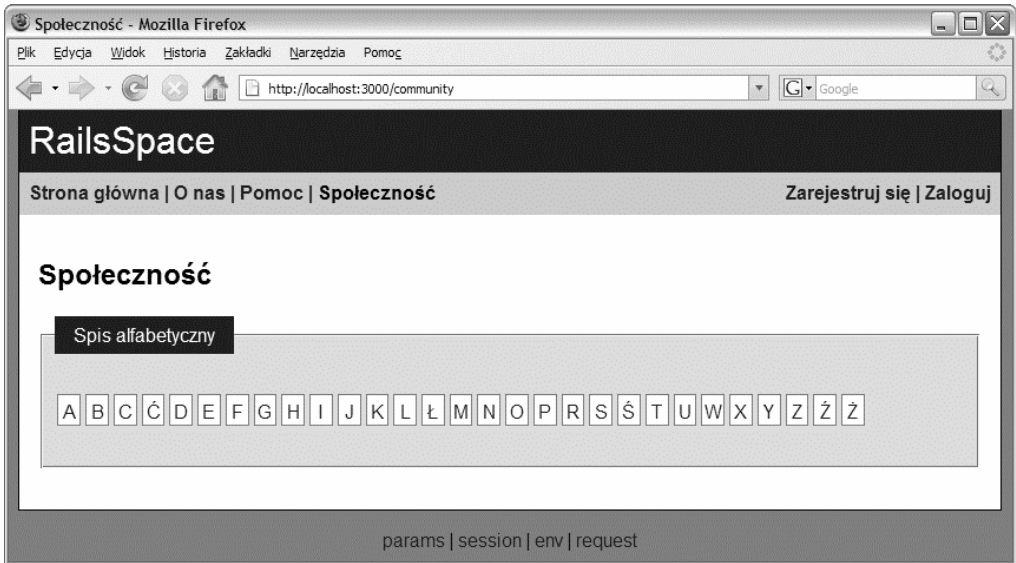 Społeczność - Mozilla Firefox
Plik Edycja Widok Historia Zakładki Narzędzia Pomoc
http://localhost:3000/community G Google
RailsSpace
Strona główna | O nas | Pomoc | Społeczność Zarejestruj się | Zaloguj
Społeczność
Spis alfabetyczny
A B C Ć D E F G H I J K L Ł M N O P R S Ś T U W X Y Z Ź Ż
params | session | env | request